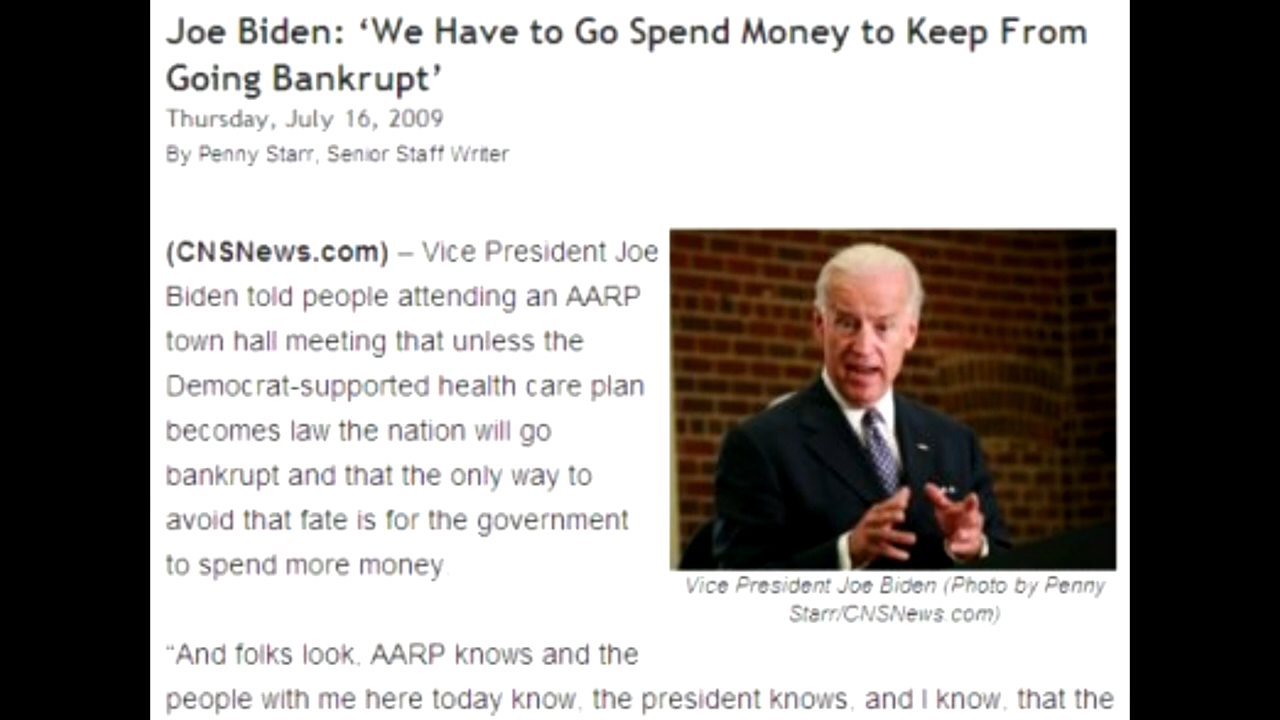 Joe Biden: ‘We Have to Go Spend Money to Keep From
Going Bankrupt’
Thursday, July 16, 2009
By Penny Starr, Senior Staff Writer
(CNSNews.com) – Vice President Joe
Biden told people attending an AARP
town hall meeting that unless the
Democrat-supported health care plan
becomes law the nation will go
bankrupt and that the only way to
avoid that fate is for the government
to spend more money.
Vice President Joe Biden (Photo by Penny
Starr/CNSNews.com)
“And folks look, AARP knows and the
people with me here today know, the president knows, and I know, that the